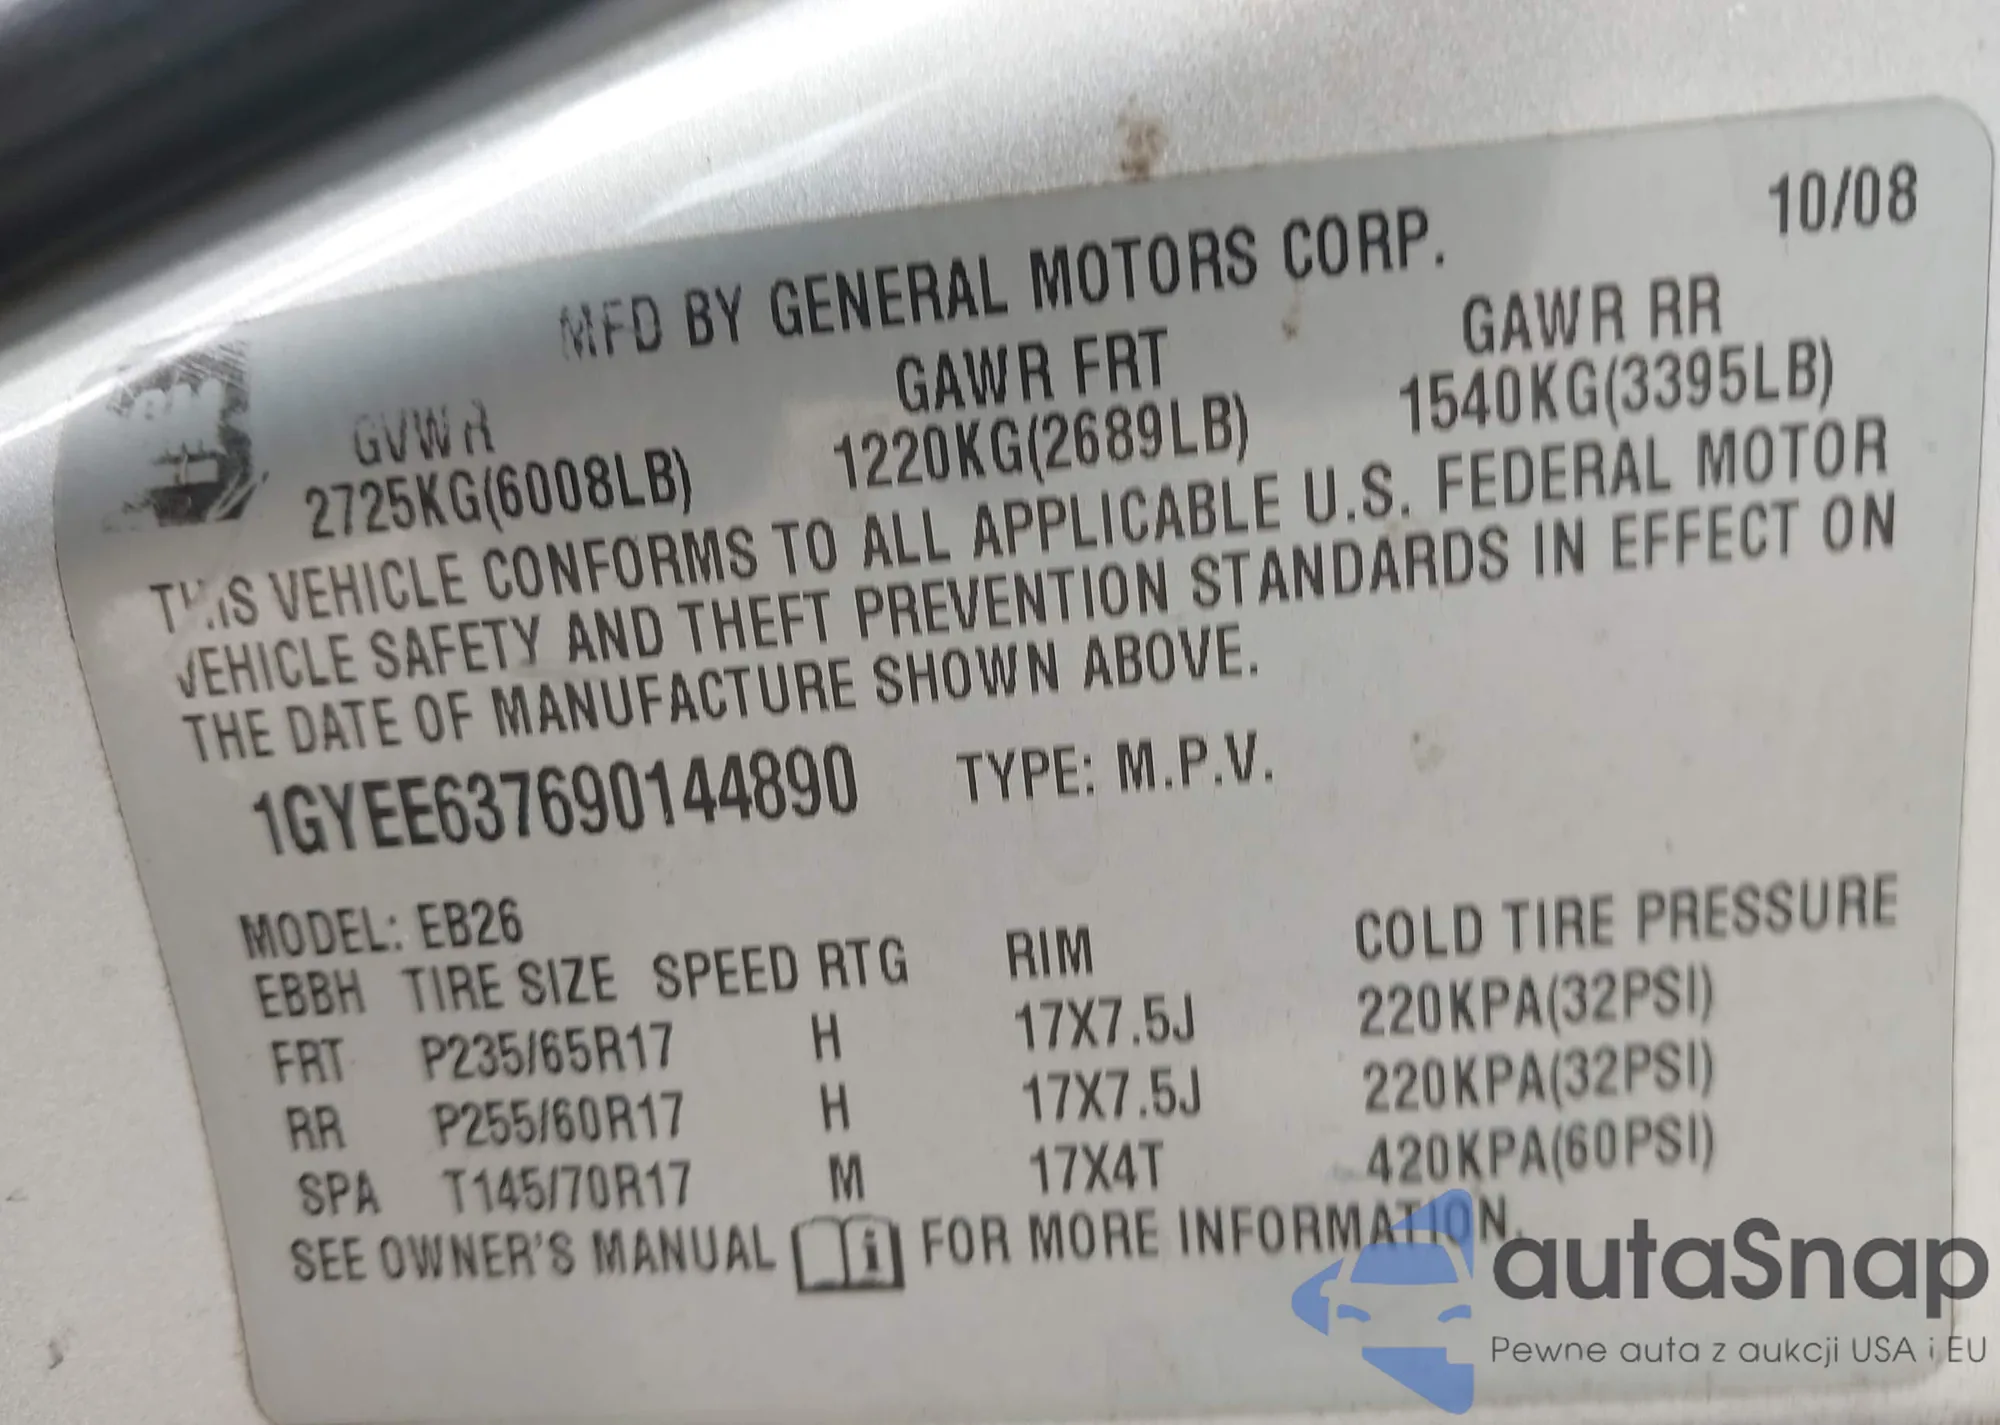 10/08
MFD BY GENERAL MOTORS CORP.
GVWR GAWR FRT GAWR RR
2725KG(6008LB) 1220KG(2689LB) 1540KG(3395LB)
THIS VEHICLE CONFORMS TO ALL APPLICABLE U.S. FEDERAL MOTOR
VEHICLE SAFETY AND THEFT PREVENTION STANDARDS IN EFFECT ON
THE DATE OF MANUFACTURE SHOWN ABOVE.
1GYEE637690144890 TYPE: M.P.V.
MODEL: EB26
EBBH TIRE SIZE SPEED RTG RIM COLD TIRE PRESSURE
FRT P235/65R17 H 17X7.5J 220KPA(32PSI)
RR P255/60R17 H 17X7.5J 220KPA(32PSI)
SPA T145/70R17 M 17X4T 420KPA(60PSI)
SEE OWNER'S MANUAL i FOR MORE INFORMATION.
autaSnap
Pewne auta z aukcji USA i EU